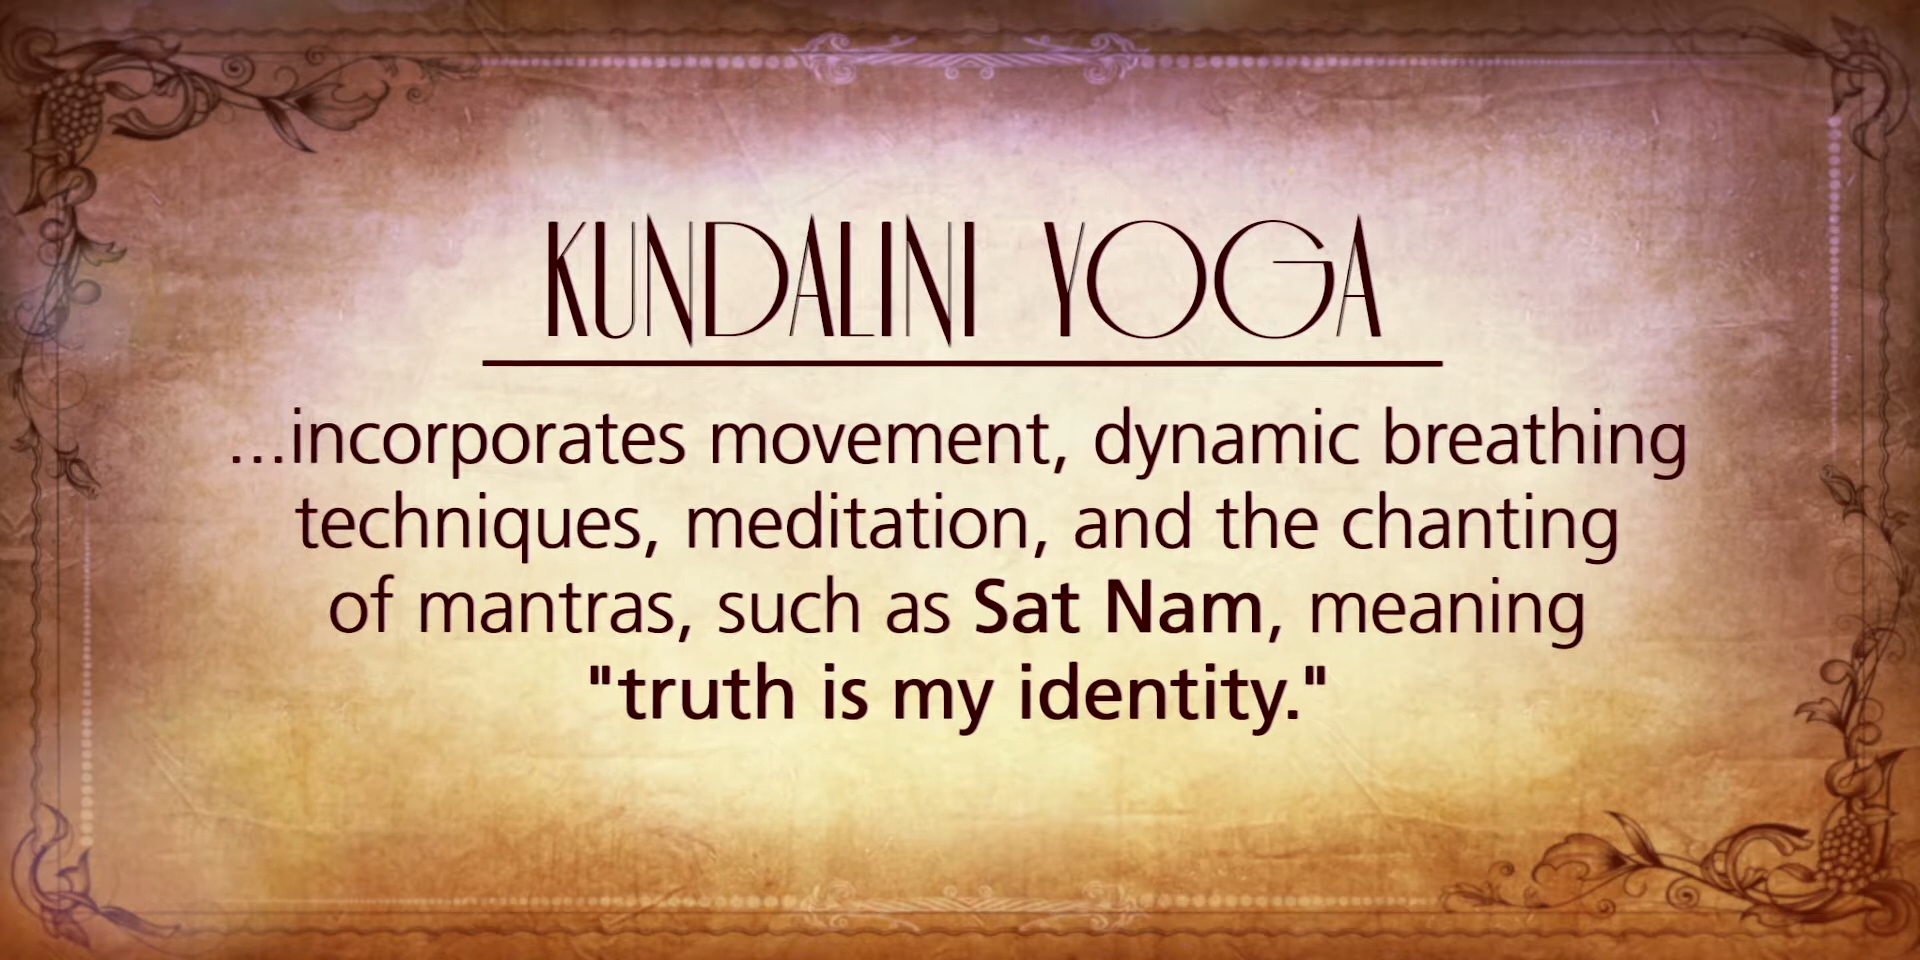 KUNDALINI YOGA
...incorporates movement, dynamic breathing
techniques, meditation, and the chanting
of mantras, such as Sat Nam, meaning
"truth is my identity."